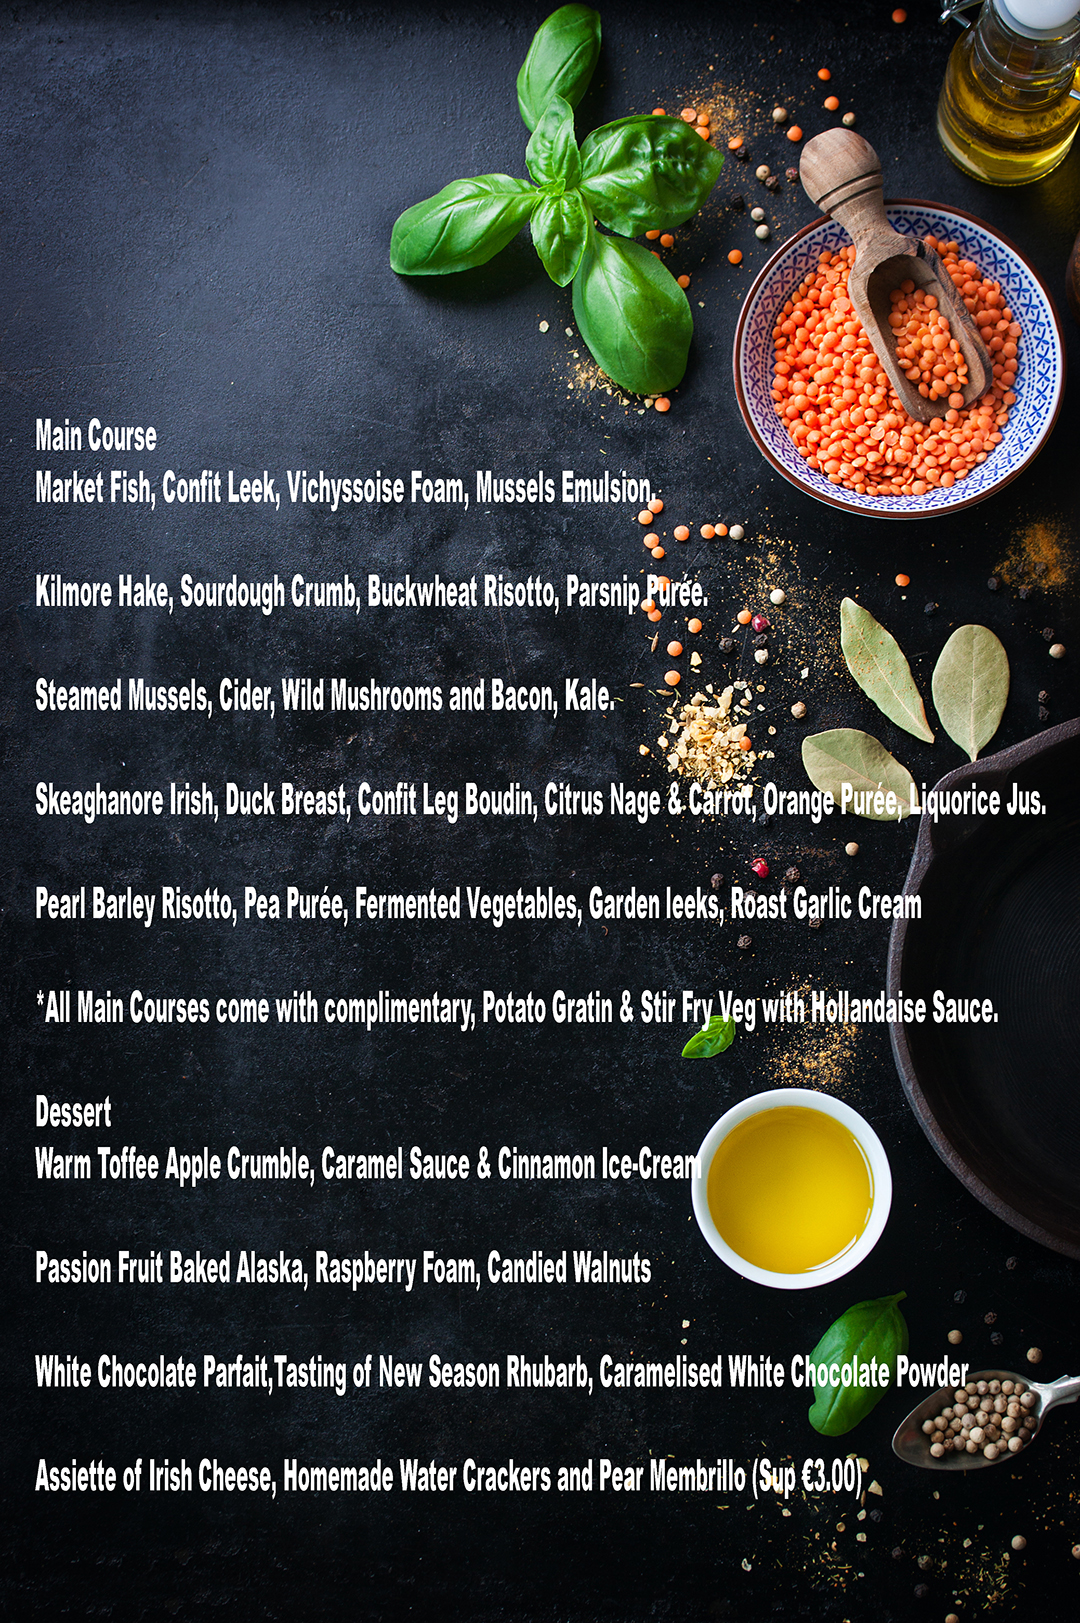 Main Course
Market Fish, Confit Leek, Vichyssoise Foam, Mussels Emulsion.
Kilmore Hake, Sourdough Crumb, Buckwheat Risotto, Parsnip Purée.
Steamed Mussels, Cider, Wild Mushrooms and Bacon, Kale.
Skeaghanore Irish, Duck Breast, Confit Leg Boudin, Citrus Nage & Carrot, Orange Purée, Liquorice Jus.
Pearl Barley Risotto, Pea Purée, Fermented Vegetables, Garden leeks, Roast Garlic Cream
*All Main Courses come with complimentary, Potato Gratin & Stir Fry Veg with Hollandaise Sauce.
Dessert
Warm Toffee Apple Crumble, Caramel Sauce & Cinnamon Ice-Cream
Passion Fruit Baked Alaska, Raspberry Foam, Candied Walnuts
White Chocolate Parfait,Tasting of New Season Rhubarb, Caramelised White Chocolate Powder
Assiette of Irish Cheese, Homemade Water Crackers and Pear Membrillo (Sup €3.00)